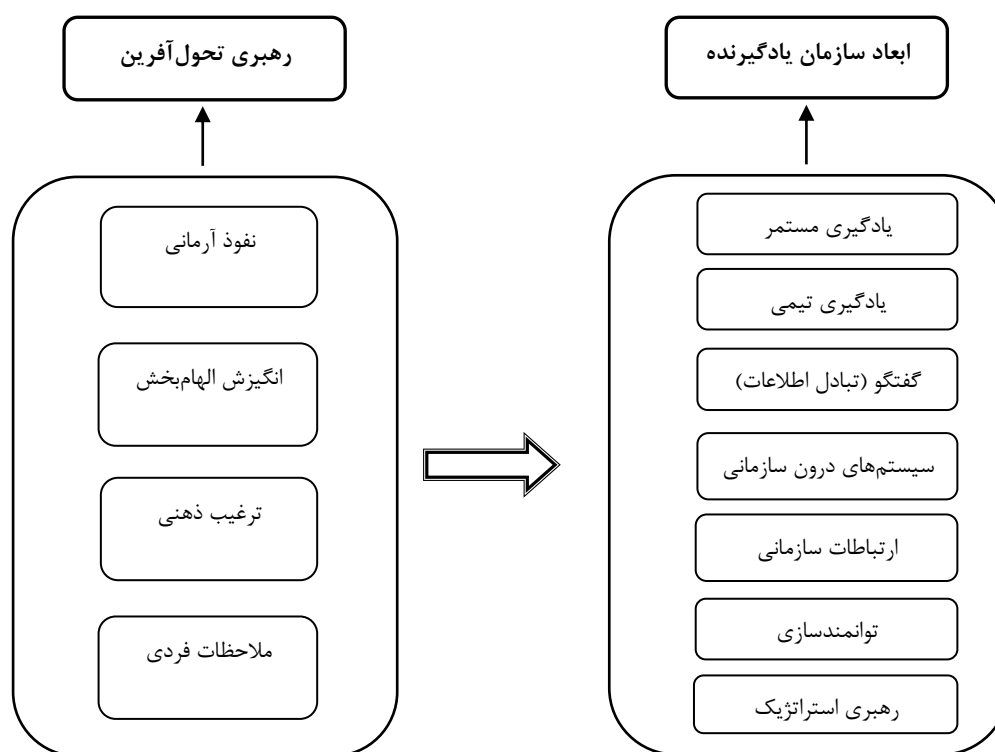 ابعاد سازمان یادگیرنده
یادگیری مستمر
یادگیری تیمی
گفتگو (تبادل اطلاعات)
سیستم‌های درون سازمانی
ارتباطات سازمانی
توانمندسازی
رهبری استراتژیک
رهبری تحول‌آفرین
نفوذ آرمانی
انگیزش الهام‌بخش
ترغیب ذهنی
ملاحظات فردی